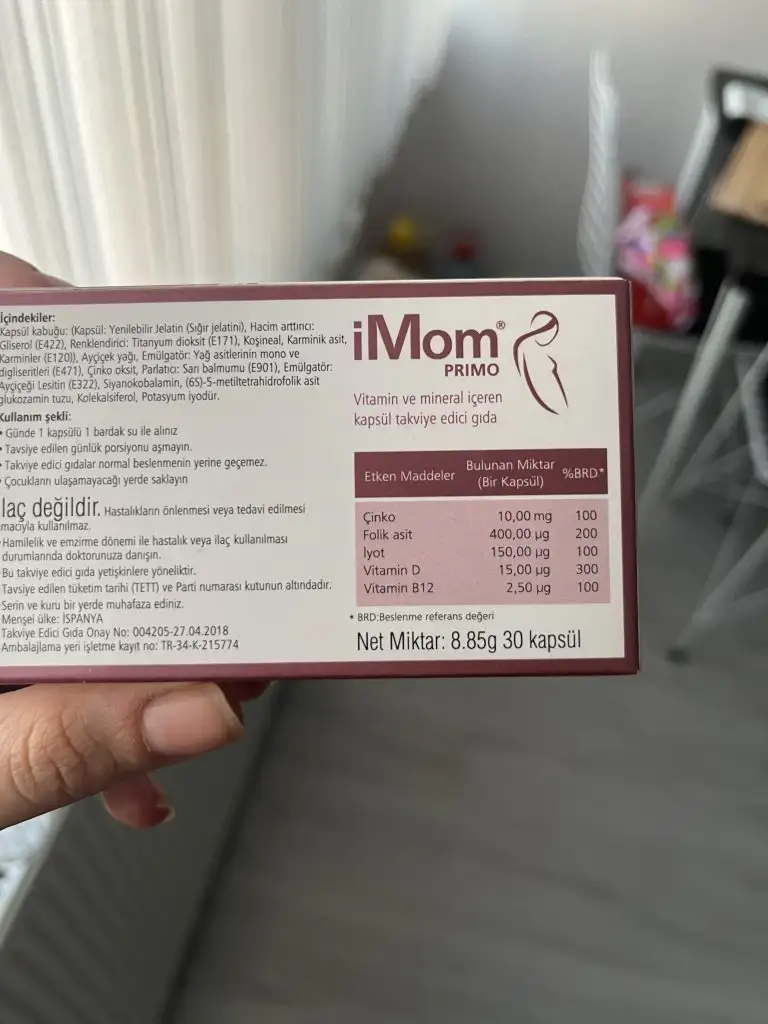 İçindekiler:
Kapsül kabuğu: (Kapsül: Yenilebilir Jelatin (Sığır jelatini), Hacim arttırıcı:
Gliserol (E422), Renklendirici: Titanyum dioksit (E171), Koşineal, Karminik asit,
Karminler (E120)), Ayçiçek yağı, Emülgatör: Yağ asitlerinin mono ve
digliseritleri (E471), Çinko oksit, Parlatıcı: Sarı balmumu (E901), Emülgatör:
Ayçiçeği Lesitin (E322), Siyanokobalamin, (6S)-5-metiltetrahidrofolik asit
glukozamin tuzu, Kolekalsiferol, Potasyum iyodür.
Kullanım şekli:
• Günde 1 kapsülü 1 bardak su ile alınız
• Tavsiye edilen günlük porsiyonu aşmayın.
• Takviye edici gıdalar normal beslenmenin yerine geçemez.
• Çocukların ulaşamayacağı yerde saklayın
laç değildir. Hastalıkların önlenmesi veya tedavi edilmesi
macıyla kullanılmaz.
Hamilelik ve emzirme dönemi ile hastalık veya ilaç kullanılması
durumlarında doktorunuza danışın.
Bu takviye edici gıda yetişkinlere yöneliktir.
Tavsiye edilen tüketim tarihi (TETT) ve Parti numarası kutunun altındadır.
Serin ve kuru bir yerde muhafaza ediniz.
Menşei ülke: İSPANYA
Takviye Edici Gıda Onay No: 004205-27.04.2018
Ambalajlama yeri işletme kayıt no: TR-34-K-215774
iMom®
PRIMO
Vitamin ve mineral içeren
kapsül takviye edici gıda
Etken Maddeler Bulunan Miktar (Bir Kapsül) %BRD*
Çinko 10,00 mg 100
Folik asit 400,00 µg 200
İyot 150,00 µg 100
Vitamin D 15,00 µg 300
Vitamin B12 2,50 µg 100
* BRD:Beslenme referans değeri
Net Miktar: 8.85g 30 kapsül